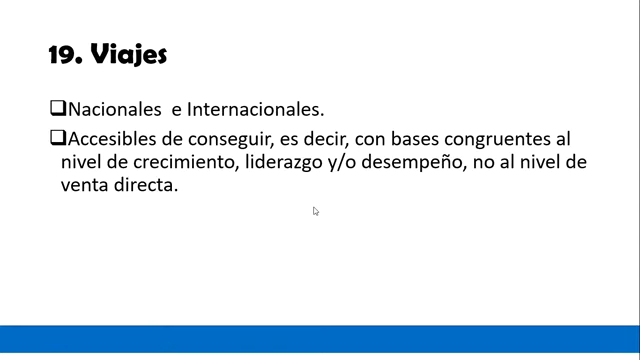 19. Viajes
❑Nacionales  e Internacionales.
❑Accesibles de conseguir, es decir, con bases congruentes al
nivel de crecimiento, liderazgo y/o desempeño, no al nivel de
venta directa.